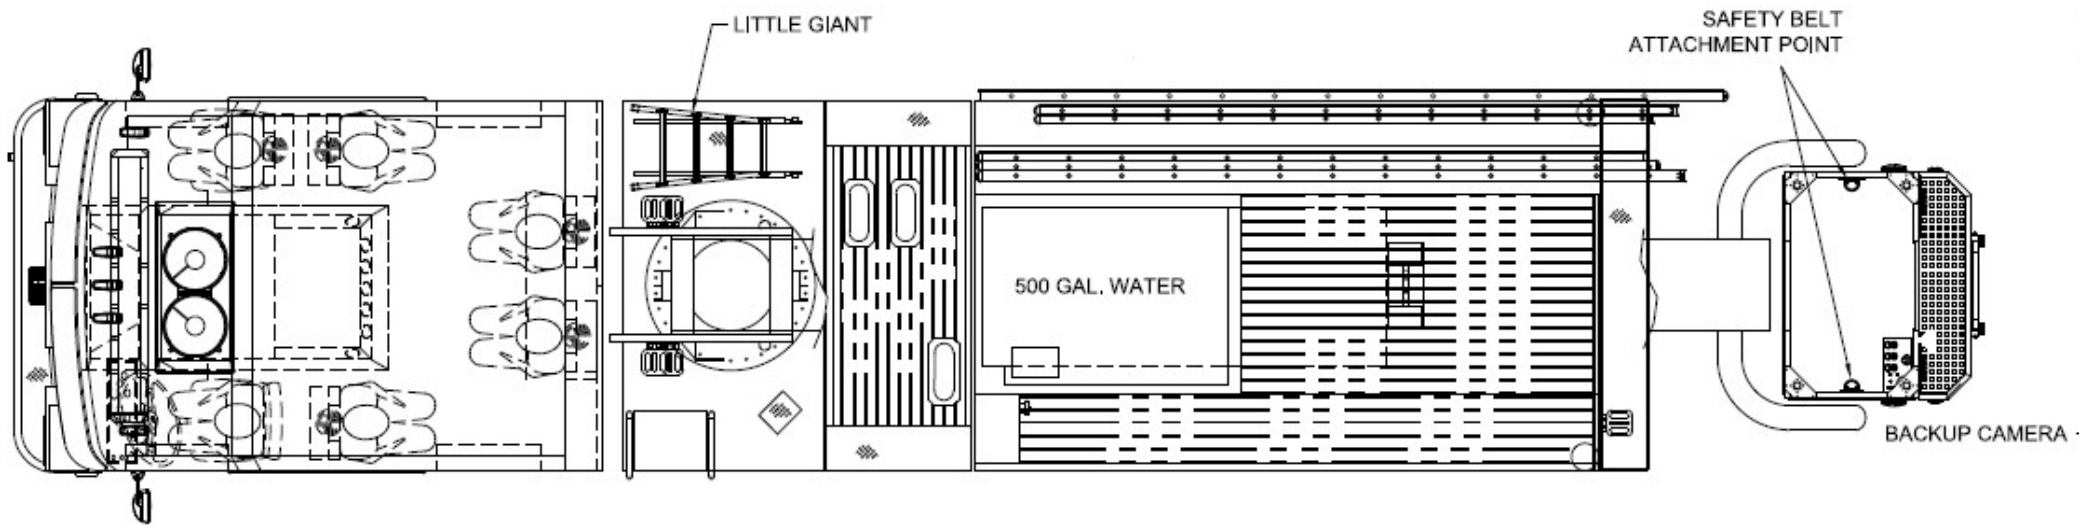 LITTLE GIANT
SAFETY BELT
ATTACHMENT POINT
500 GAL. WATER
BACKUP CAMERA